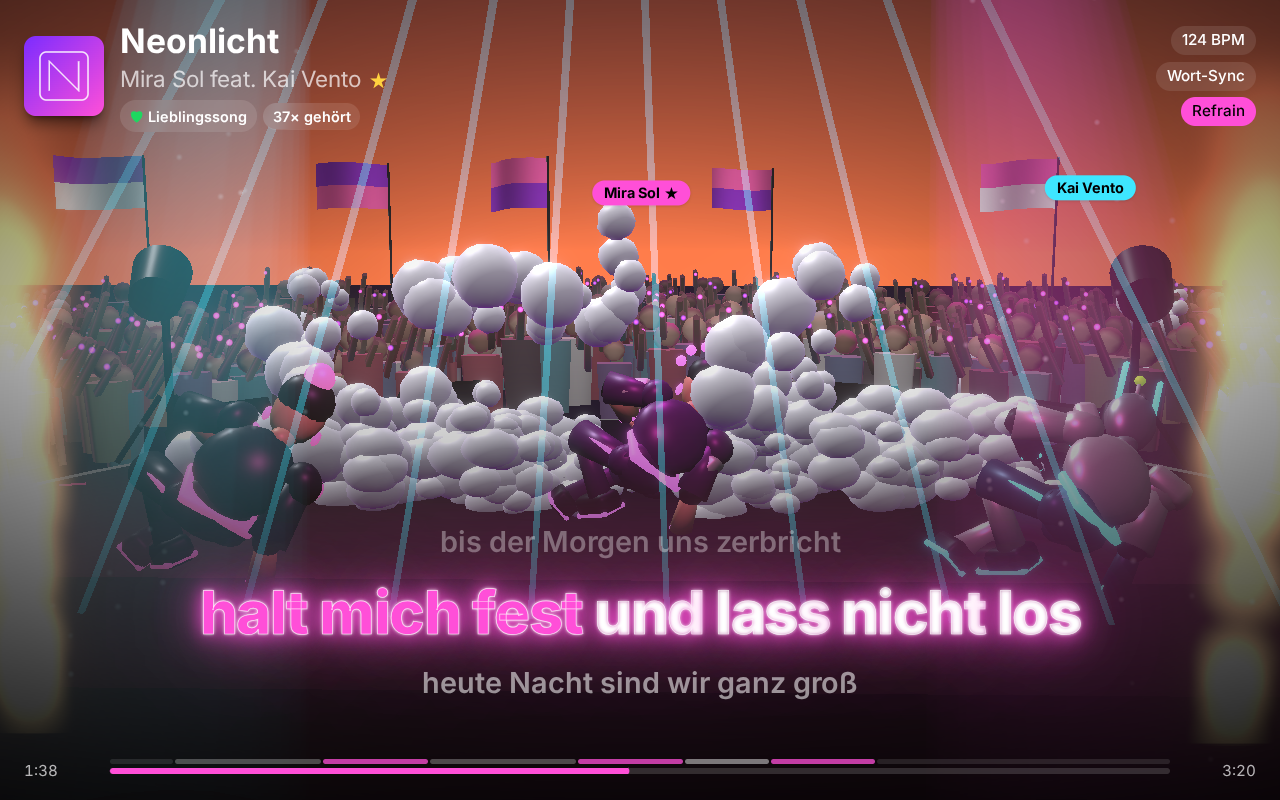 N
Neonlicht
Mira Sol feat. Kai Vento ★
Lieblingssong
37× gehört
124 BPM
Wort-Sync
Refrain
Mira Sol ★
Kai Vento
bis der Morgen uns zerbricht
halt mich fest und lass nicht los
heute Nacht sind wir ganz groß
1:38
3:20